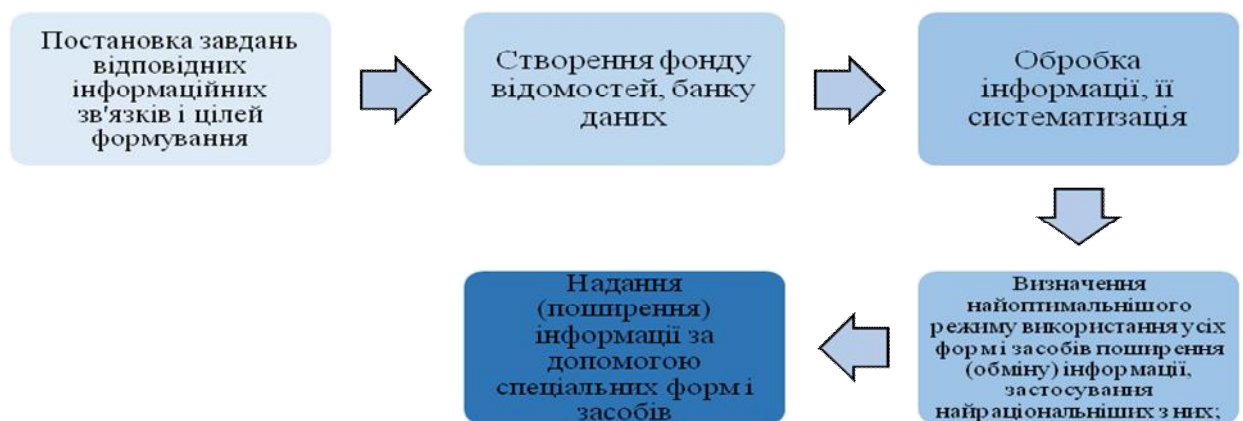 Постановка завдань
відповідних
інформаційних
зв'язків і цілей
формування
Створення фонду
відомостей, банку
даних
Обробка
інформації, її
систематизація
Визначення
найоптимальнішого
режиму використання усіх
форм і засобів поширення
(обміну) інформації,
застосування
найраціональніших з них;
Надання
(поширення)
інформації за
допомогою
спеціальних форм і
засобів